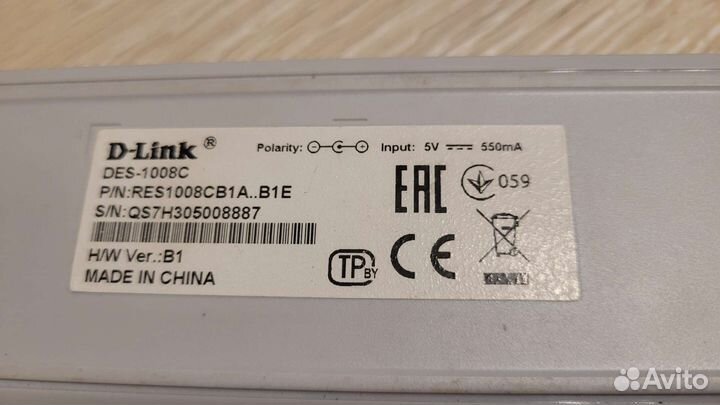 D-Link®
Polarity: Input: 5V 550mA
DES-1008C
P/N:RES1008CB1A..B1E
S/N:QS7H305008887
H/W Ver.:B1
MADE IN CHINA
EAC
059
TP BY
CE
Avito